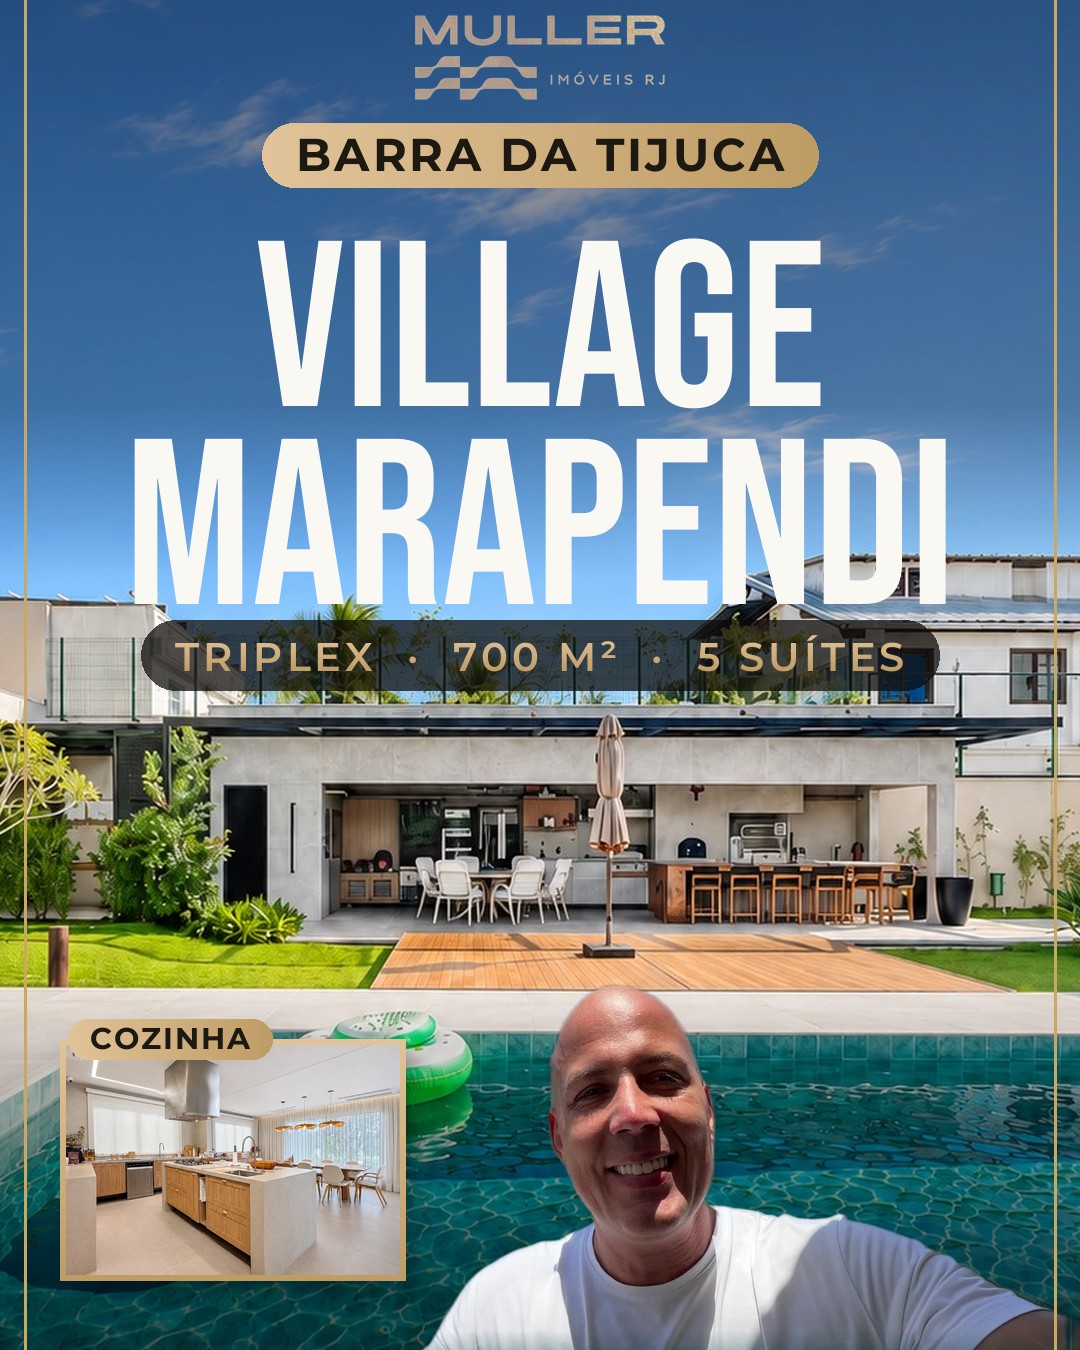 MULLER
IMÓVEIS RJ
BARRA DA TIJUCA
VILLAGE
MARAPENDI
TRIPLEX · 700 M² · 5 SUÍTES
COZINHA